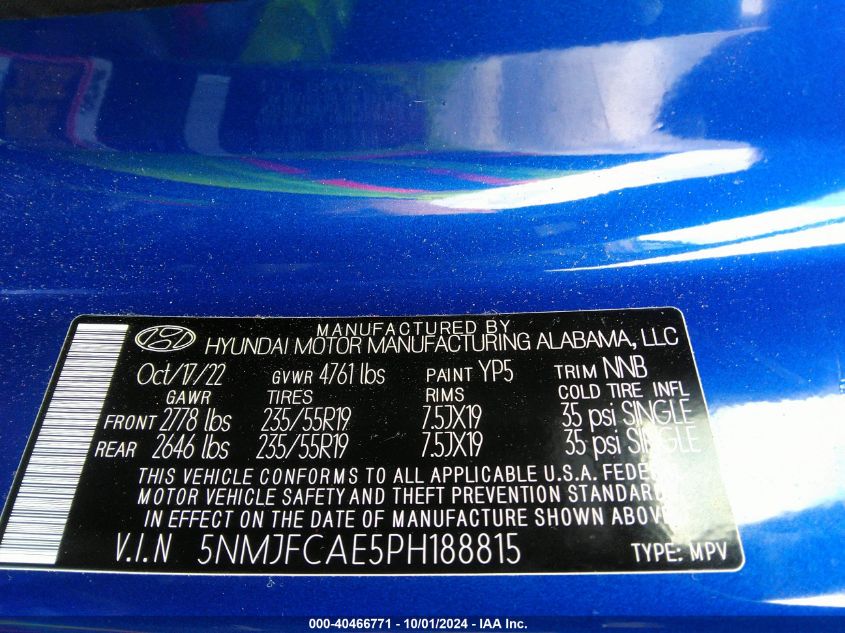 MANUFACTURED BY
HYUNDAI MOTOR MANUFACTURING ALABAMA, LLC
Oct/17/22 GVWR 4761 lbs PAINT YP5 TRIM NNB
GAWR TIRES RIMS COLD TIRE INFL
FRONT 2778 lbs 235/55R19 7.5JX19 35 psi SINGLE
REAR 2646 lbs 235/55R19 7.5JX19 35 psi SINGLE
THIS VEHICLE CONFORMS TO ALL APPLICABLE U.S.A. FEDERAL
MOTOR VEHICLE SAFETY AND THEFT PREVENTION STANDARDS
IN EFFECT ON THE DATE OF MANUFACTURE SHOWN ABOVE.
V.I.N 5NMJFCAE5PH188815 TYPE: MPV
000-40466771 - 10/01/2024 - IAA Inc.